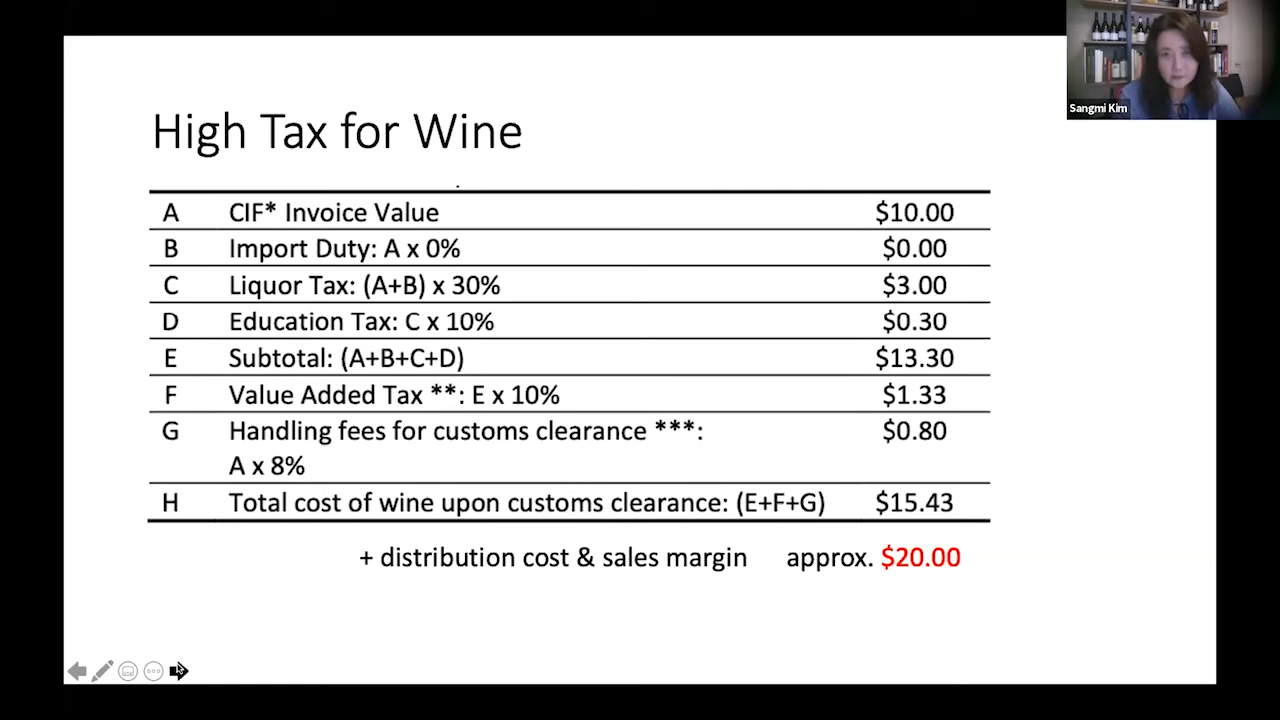 Sangmi Kim
High Tax for Wine
A CIF* Invoice Value $10.00
B Import Duty: A x 0% $0.00
C Liquor Tax: (A+B) x 30% $3.00
D Education Tax: C x 10% $0.30
E Subtotal: (A+B+C+D) $13.30
F Value Added Tax **: E x 10% $1.33
G Handling fees for customs clearance ***: $0.80
A x 8%
H Total cost of wine upon customs clearance: (E+F+G) $15.43
+ distribution cost & sales margin approx. $20.00